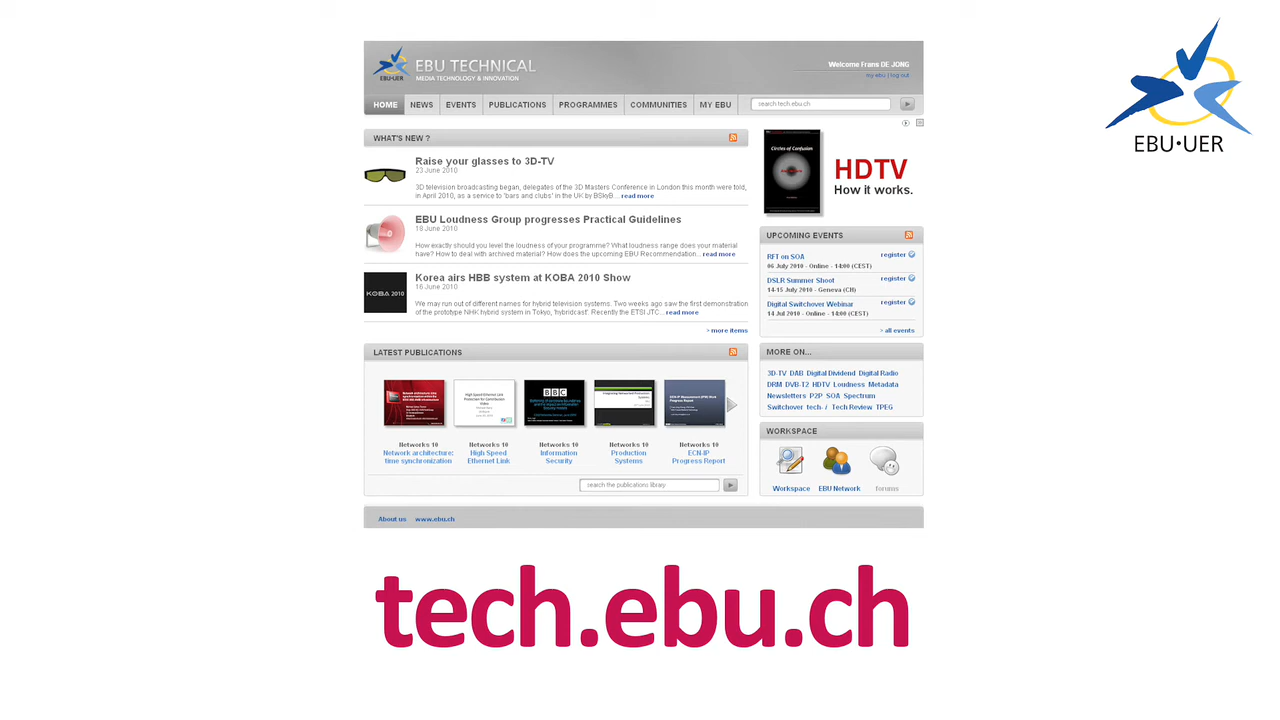 EBU TECHNICAL
MEDIA TECHNOLOGY & INNOVATION
EBU·UER
Welcome Frans DE JONG
my ebu | log out
HOME NEWS EVENTS PUBLICATIONS PROGRAMMES COMMUNITIES MY EBU
search tech.ebu.ch
EBU·UER
WHAT'S NEW ?
Raise your glasses to 3D-TV
23 June 2010
3D television broadcasting began, delegates of the 3D Masters Conference in London this month were told,
in April 2010, as a service to 'bars and clubs' in the UK by BSkyB... read more
EBU Loudness Group progresses Practical Guidelines
18 June 2010
How exactly should you level the loudness of your programme? What loudness range does your material
have? How to deal with archived material? How does the upcoming EBU Recommendation... read more
KOBA 2010
Korea airs HBB system at KOBA 2010 Show
16 June 2010
We may run out of different names for hybrid television systems. Two weeks ago saw the first demonstration
of the prototype NHK hybrid system in Tokyo, 'hybridcast'. Recently the ETSI JTC... read more
> more items
Circles of Confusion
HDTV
How it works.
UPCOMING EVENTS
RFT on SOA register
06 July 2010 - Online - 14:00 (CEST)
DSLR Summer Shoot register
14-15 July 2010 - Geneva (CH)
Digital Switchover Webinar register
14 Jul 2010 - Online - 14:00 (CEST)
> all events
LATEST PUBLICATIONS
BBC
Networks 10
Network architecture;
time synchronization
Networks 10
High Speed
Ethernet Link
Networks 10
Information
Security
Networks 10
Production
Systems
Networks 10
ECN-IP
Progress Report
search the publications library
MORE ON...
3D-TV DAB Digital Dividend Digital Radio
DRM DVB-T2 HDTV Loudness Metadata
Newsletters P2P SOA Spectrum
Switchover tech-i Tech Review TPEG
WORKSPACE
Workspace EBU Network forums
About us www.ebu.ch
tech.ebu.ch